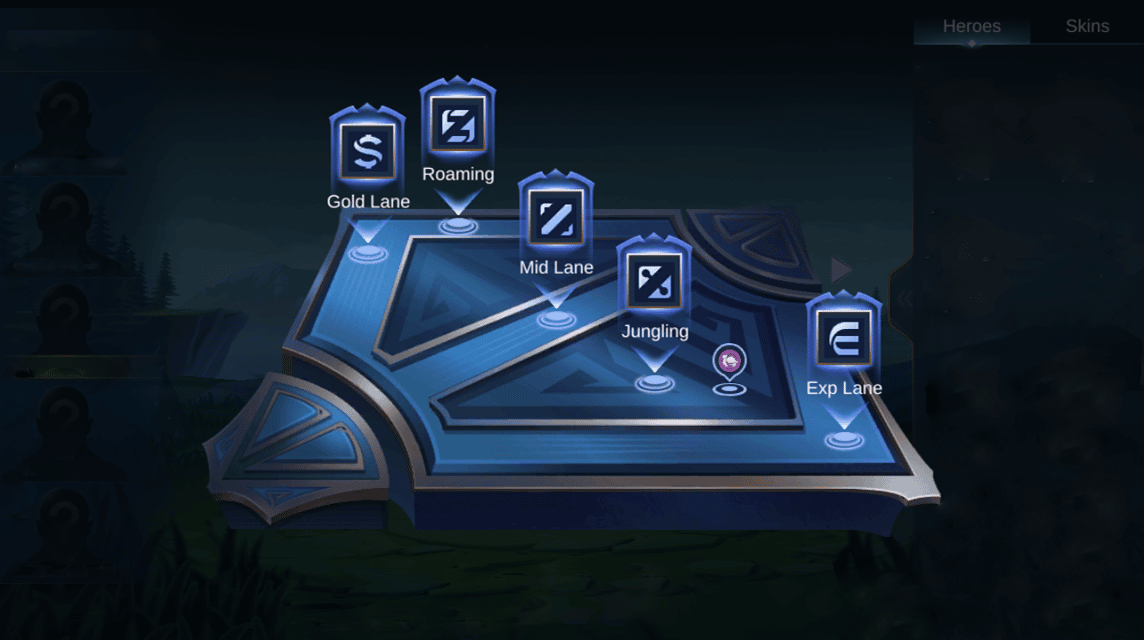 Heroes
Skins
Roaming
Gold Lane
Mid Lane
Jungling
Exp Lane